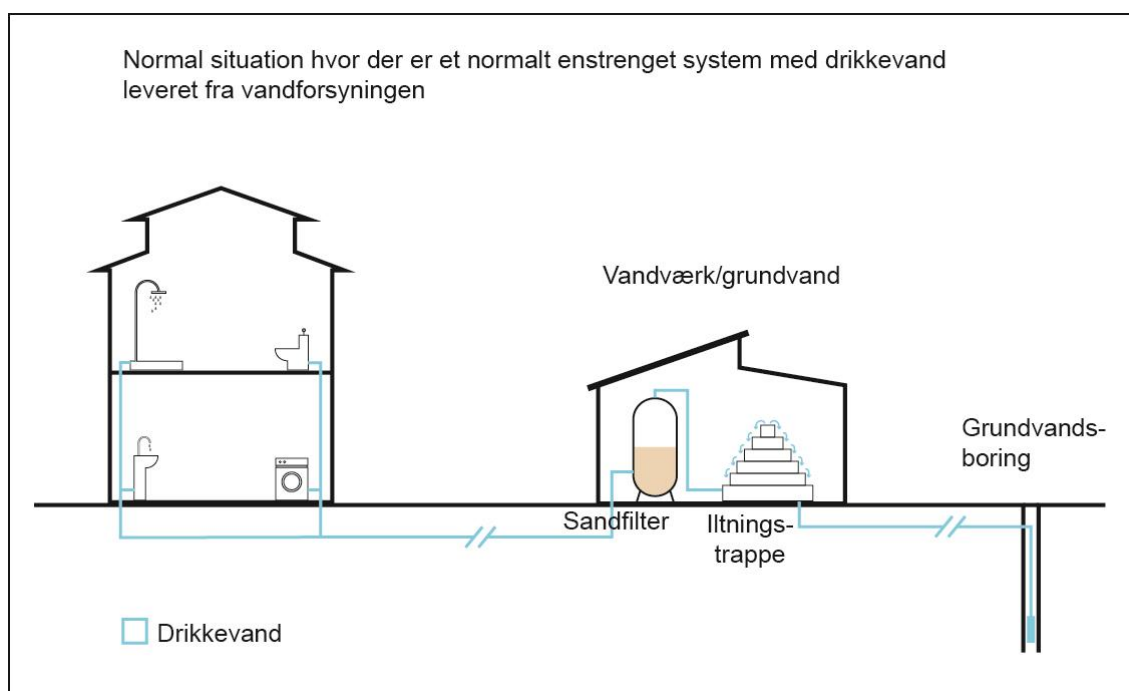 Normal situation hvor der er et normalt enstrenget system med drikkevand
leveret fra vandforsyningen
Vandværk/grundvand
Grundvands-
boring
Sandfilter
Iltnings-
trappe
Drikkevand